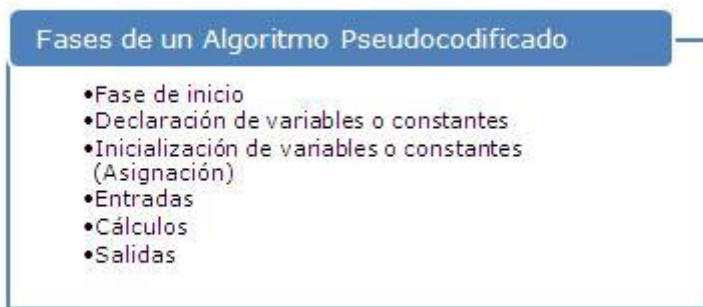 Fases de un Algoritmo Pseudocodificado
•Fase de inicio
•Declaración de variables o constantes
•Inicialización de variables o constantes
(Asignación)
•Entradas
•Cálculos
•Salidas